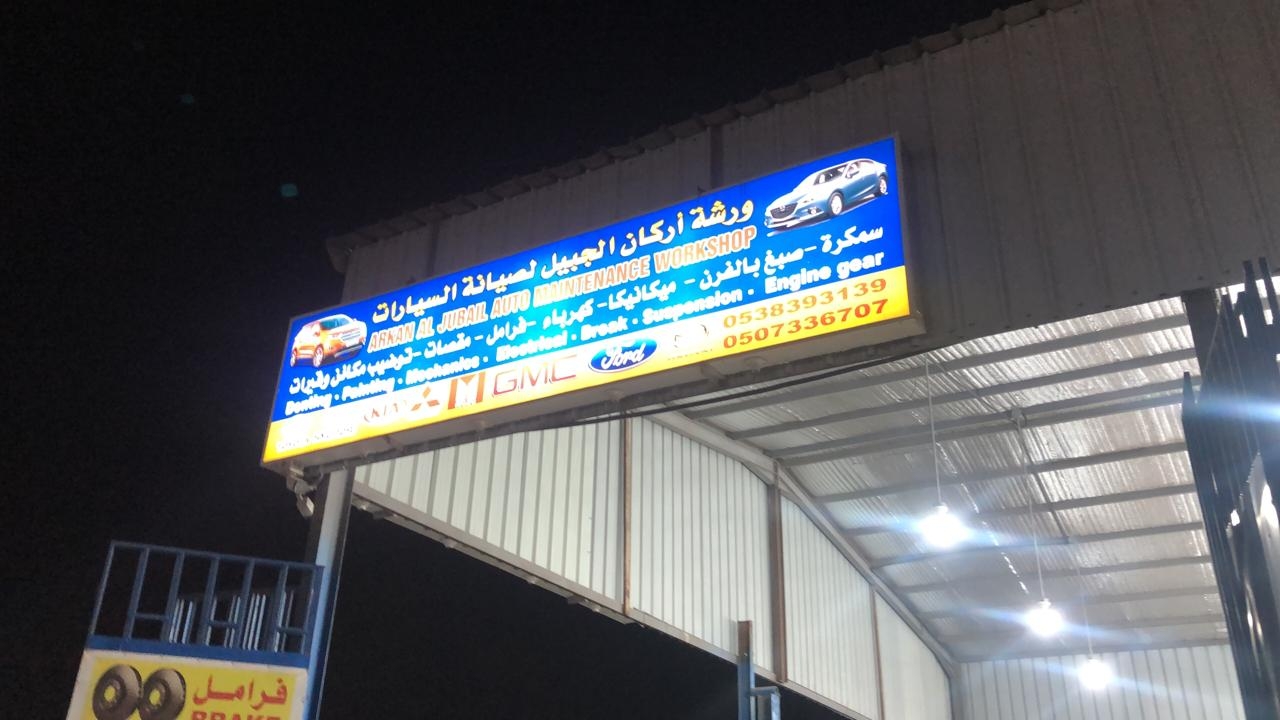 ورشة أركان الجبيل لصيانة السيارات
ARKAN AL JUBAIL AUTO MAINTENANCE WORKSHOP
سمكرة - صبغ بالفرن - ميكانيكا - كهرباء - فرامل - مقصات - توضيب مكائن وقيرات
Denting · Painting · Mechanics · Electrical · Break · Suspension · Engine gear
KIA GMC Ford
0538393139
0507336707
فرامل
BRAKE